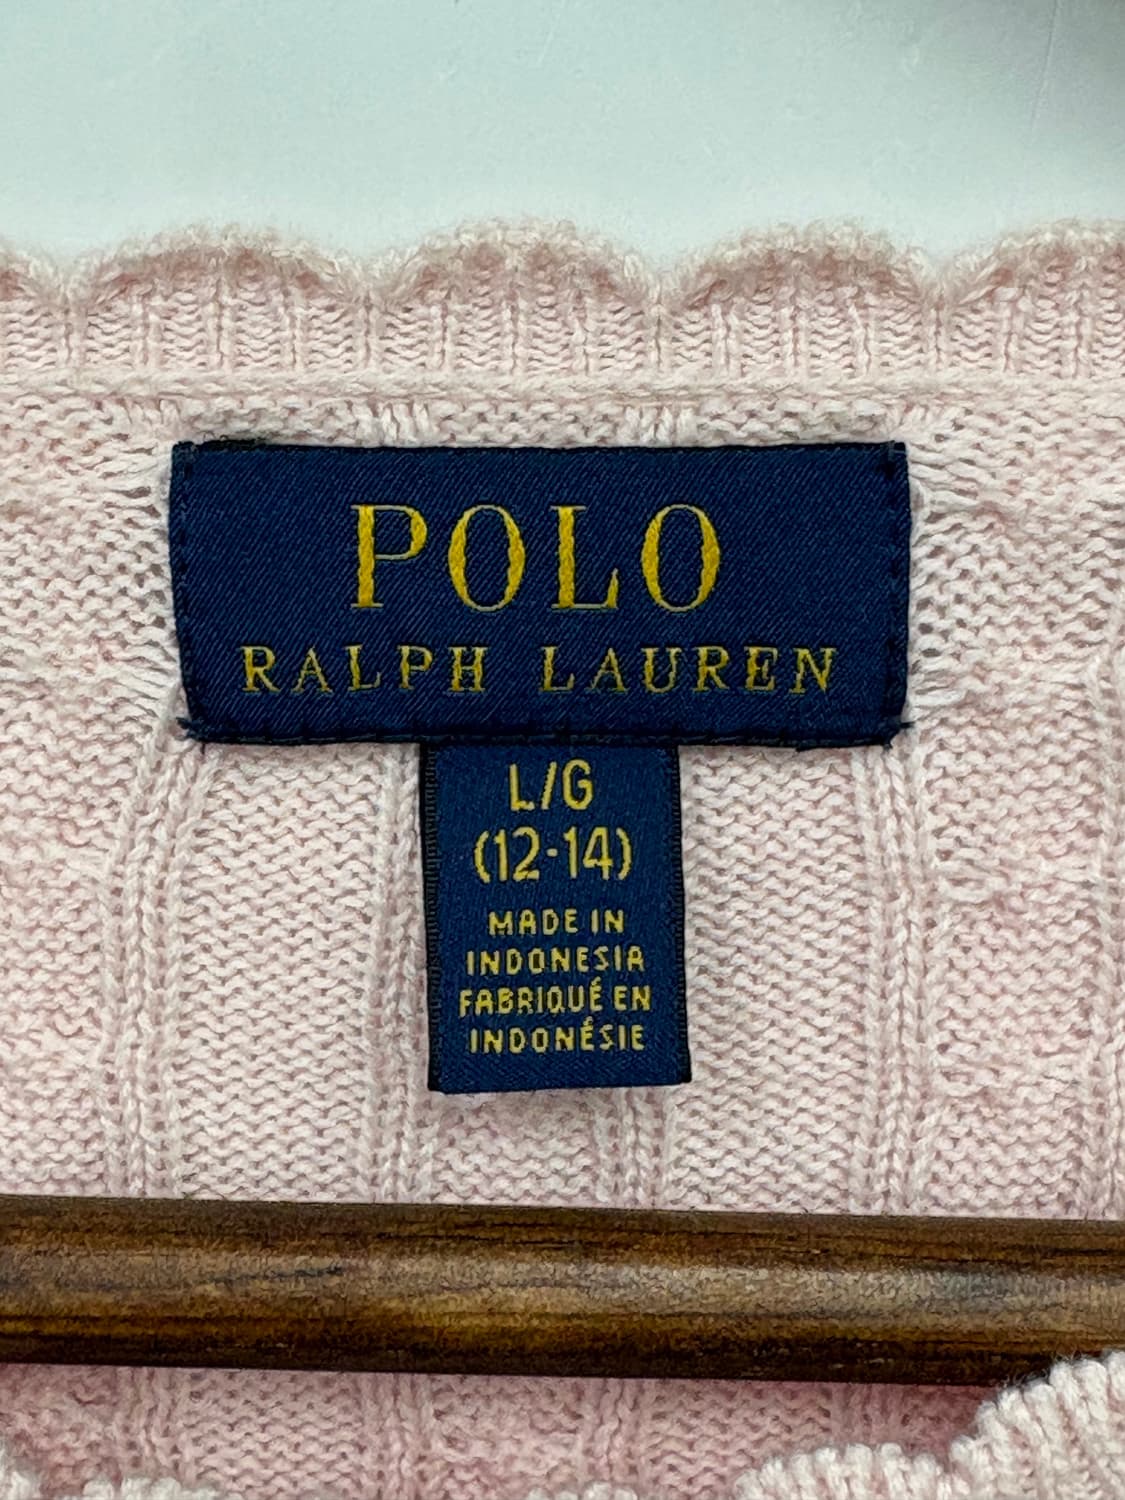 POLO
RALPH LAUREN
L/G
(12-14)
MADE IN
INDONESIA
FABRIQUÉ EN
INDONÉSIE